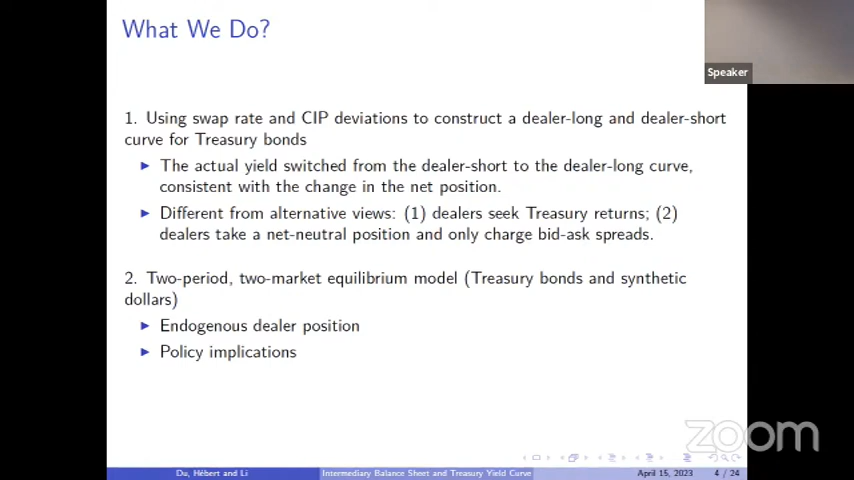 What We Do?
Speaker
1. Using swap rate and CIP deviations to construct a dealer-long and dealer-short
curve for Treasury bonds
▶ The actual yield switched from the dealer-short to the dealer-long curve,
consistent with the change in the net position.
▶ Different from alternative views: (1) dealers seek Treasury returns; (2)
dealers take a net-neutral position and only charge bid-ask spreads.
2. Two-period, two-market equilibrium model (Treasury bonds and synthetic
dollars)
▶ Endogenous dealer position
▶ Policy implications
zoom
Du, Hébert and Li Intermediary Balance Sheet and Treasury Yield Curve April 15, 2023 4 / 24